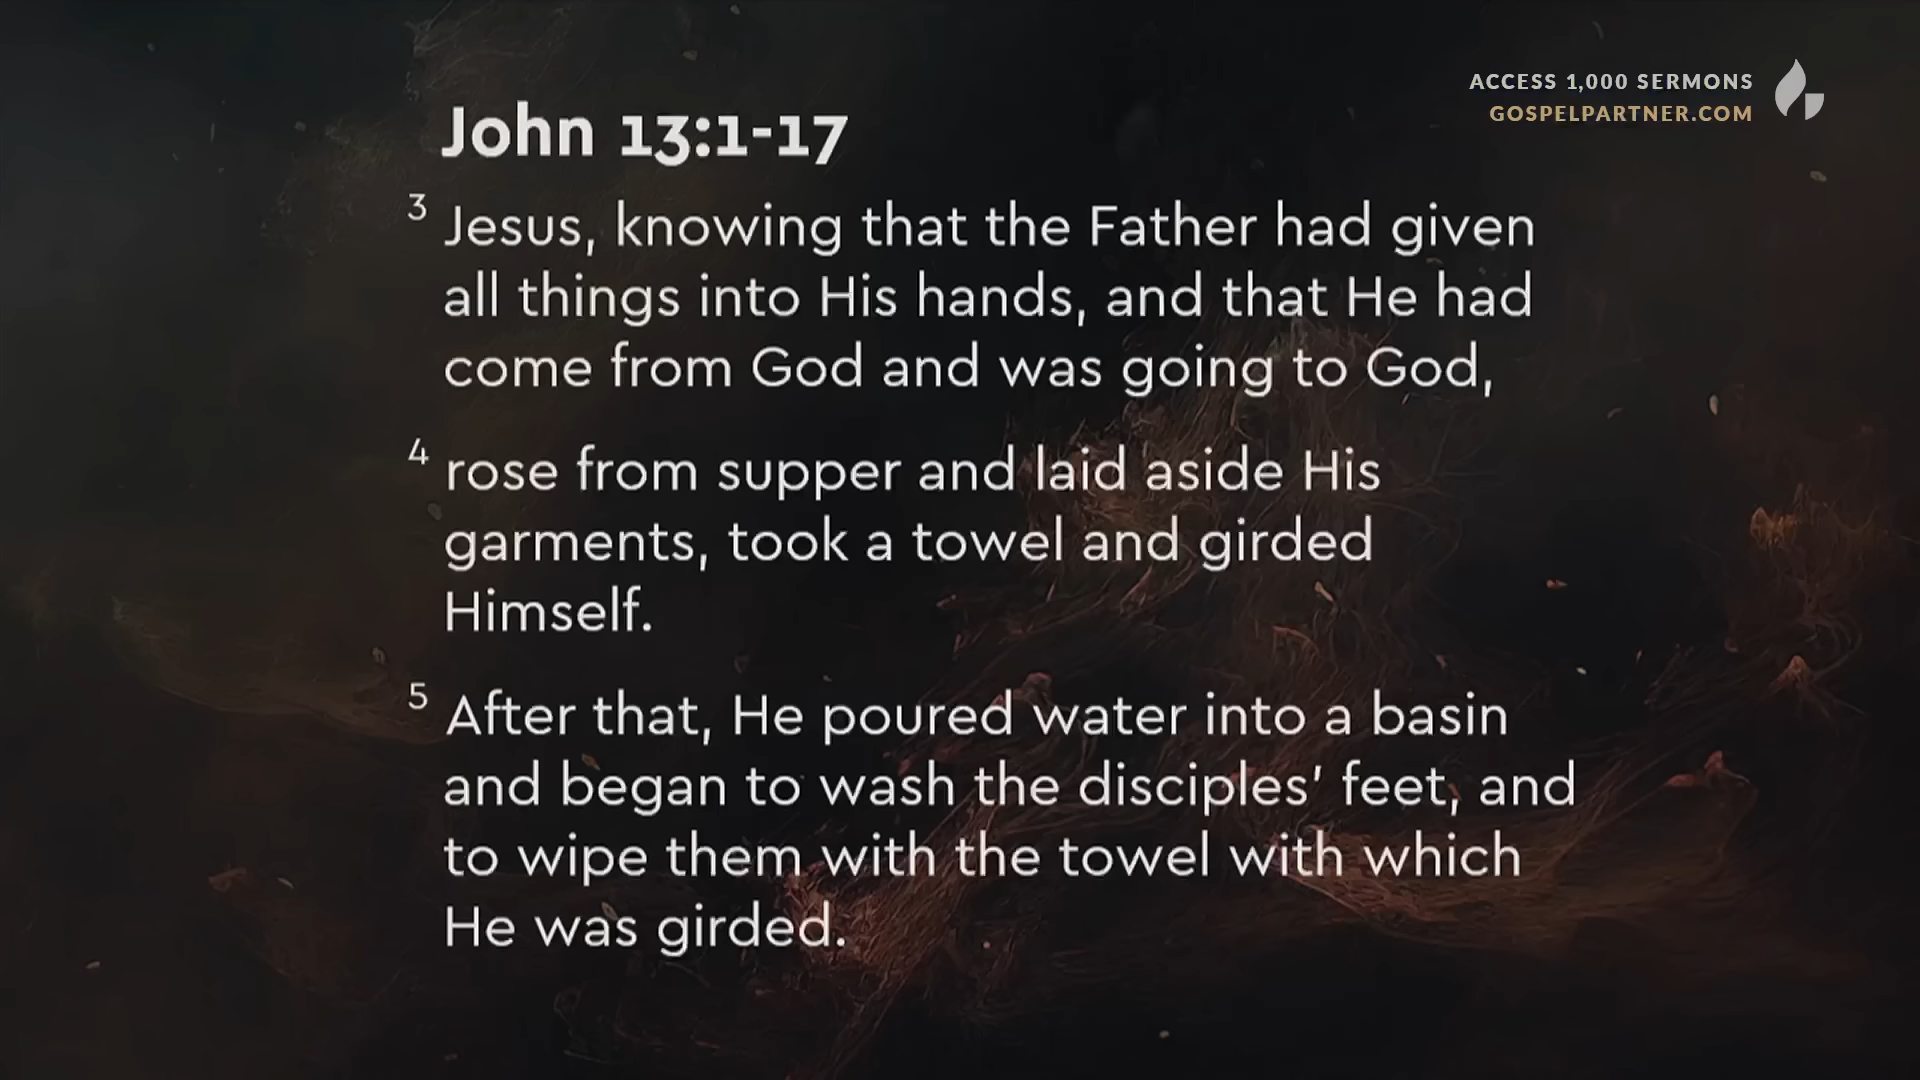 ACCESS 1,000 SERMONS
GOSPELPARTNER.COM
John 13:1-17
3 Jesus, knowing that the Father had given
all things into His hands, and that He had
come from God and was going to God,
4 rose from supper and laid aside His
garments, took a towel and girded
Himself.
5 After that, He poured water into a basin
and began to wash the disciples’ feet, and
to wipe them with the towel with which
He was girded.